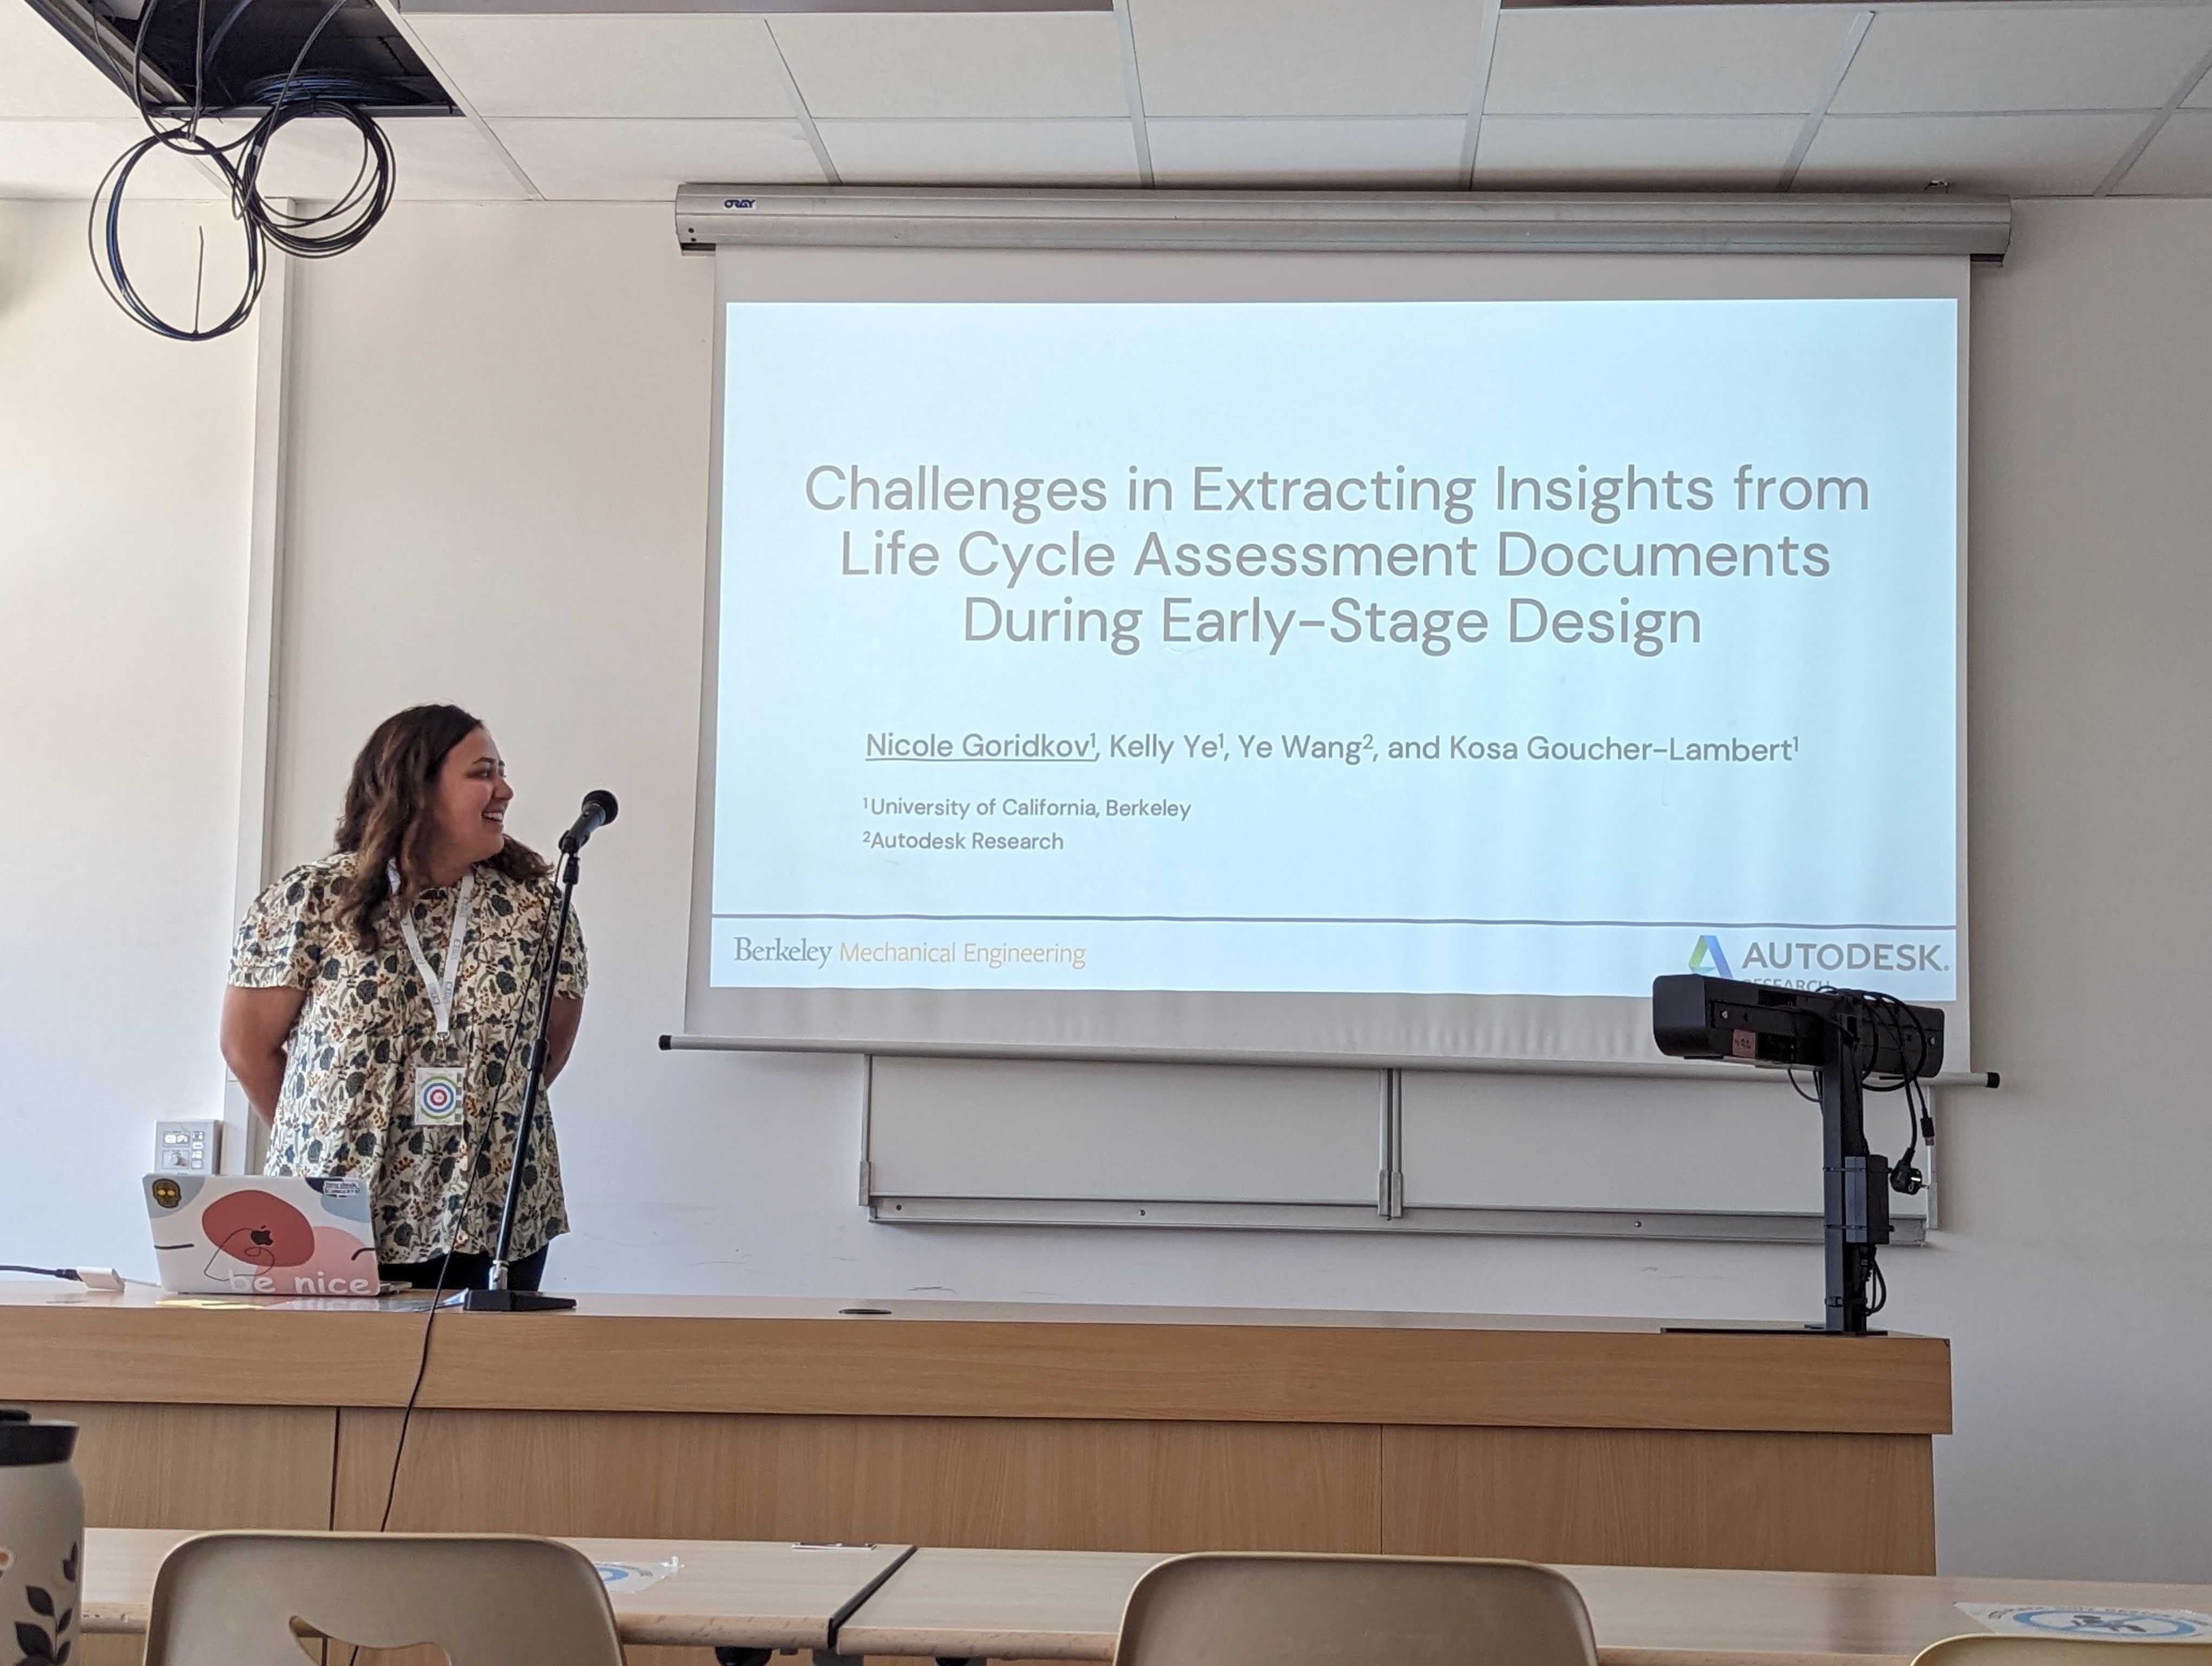 ORAY
Challenges in Extracting Insights from
Life Cycle Assessment Documents
During Early-Stage Design
Nicole Goridkov¹, Kelly Ye¹, Ye Wang², and Kosa Goucher-Lambert¹
¹University of California, Berkeley
²Autodesk Research
Berkeley Mechanical Engineering
AUTODESK.
RESEARCH
be nice